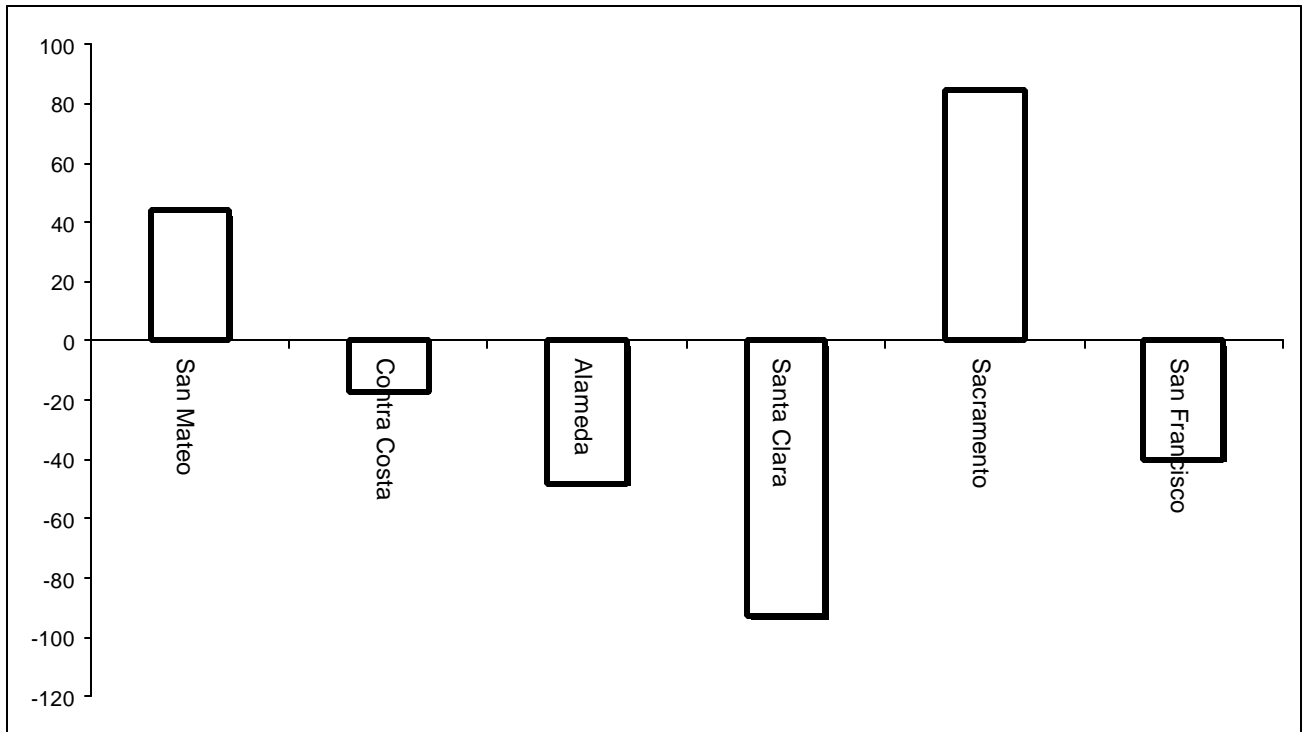 100
80
60
40
20
0
-20
-40
-60
-80
-100
-120
San Mateo
Contra Costa
Alameda
Santa Clara
Sacramento
San Francisco